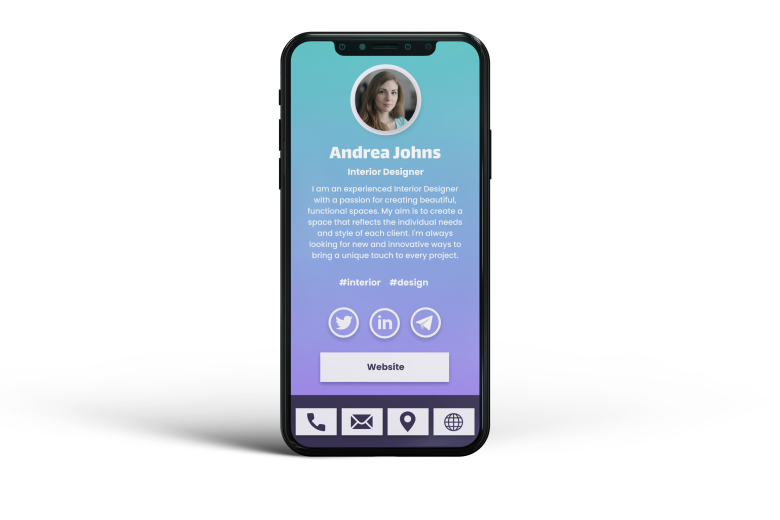 Andrea Johns
Interior Designer
I am an experienced Interior Designer
with a passion for creating beautiful,
functional spaces. My aim is to create a
space that reflects the individual needs
and style of each client. I'm always
looking for new and innovative ways to
bring a unique touch to every project.
#interior #design
in
Website